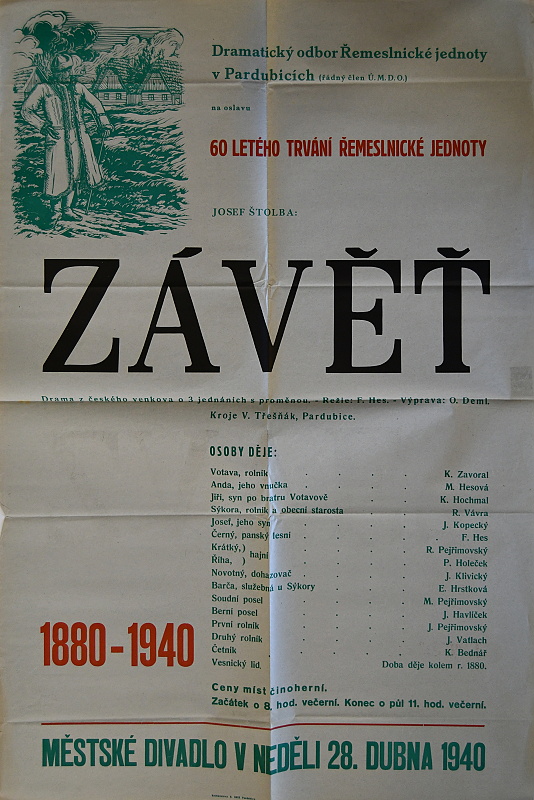 Dramatický odbor Řemeslnické jednoty
v Pardubicích (řádný člen Ú. M. D. O.)
na oslavu
60 LETÉHO TRVÁNÍ ŘEMESLNICKÉ JEDNOTY
JOSEF ŠTOLBA:
ZÁVĚŤ
Drama z českého venkova o 3 jednáních s proměnou. - Režie: F. Hes. - Výprava: O. Deml.
Kroje V. Třešňák, Pardubice.
OSOBY DĚJE:
Votava, rolník . . . . K. Zavoral
Anda, jeho vnučka . . . . M. Hesová
Jiří, syn po bratru Votavově . . . K. Hochmal
Sýkora, rolník a obecní starosta . . . R. Vávra
Josef, jeho syn . . . . J. Kopecký
Černý, panský lesní . . . . F. Hes
Krátký, ) hajní . . . . R. Pejřimovský
Říha, ) . . . . P. Holeček
Novotný, dohazovač . . . . J. Klivický
Barča, služebná u Sýkory . . . E. Hrstková
Soudní posel . . . . M. Pejřimovský
Berní posel . . . . J. Havlíček
První rolník . . . . J. Pejřimovský
Druhý rolník . . . . J. Vatlach
Četník . . . . K. Bednář
Vesnický lid. Doba děje kolem r. 1880.
1880-1940
Ceny míst činoherní.
Začátek o 8. hod. večerní. Konec o půl 11. hod. večerní.
MĚSTSKÉ DIVADLO V NEDĚLI 28. DUBNA 1940